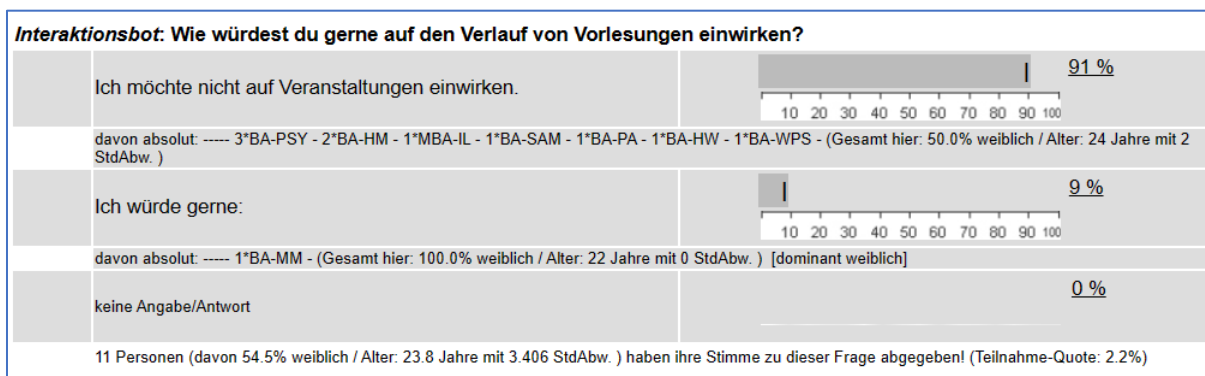 Interaktionsbot: Wie würdest du gerne auf den Verlauf von Vorlesungen einwirken?
Ich möchte nicht auf Veranstaltungen einwirken.
91 %
10 20 30 40 50 60 70 80 90 100
davon absolut: ----- 3*BA-PSY - 2*BA-HM - 1*MBA-IL - 1*BA-SAM - 1*BA-PA - 1*BA-HW - 1*BA-WPS - (Gesamt hier: 50.0% weiblich / Alter: 24 Jahre mit 2
StdAbw. )
Ich würde gerne:
9 %
10 20 30 40 50 60 70 80 90 100
davon absolut: ----- 1*BA-MM - (Gesamt hier: 100.0% weiblich / Alter: 22 Jahre mit 0 StdAbw. ) [dominant weiblich]
keine Angabe/Antwort
0 %
11 Personen (davon 54.5% weiblich / Alter: 23.8 Jahre mit 3.406 StdAbw. ) haben ihre Stimme zu dieser Frage abgegeben! (Teilnahme-Quote: 2.2%)